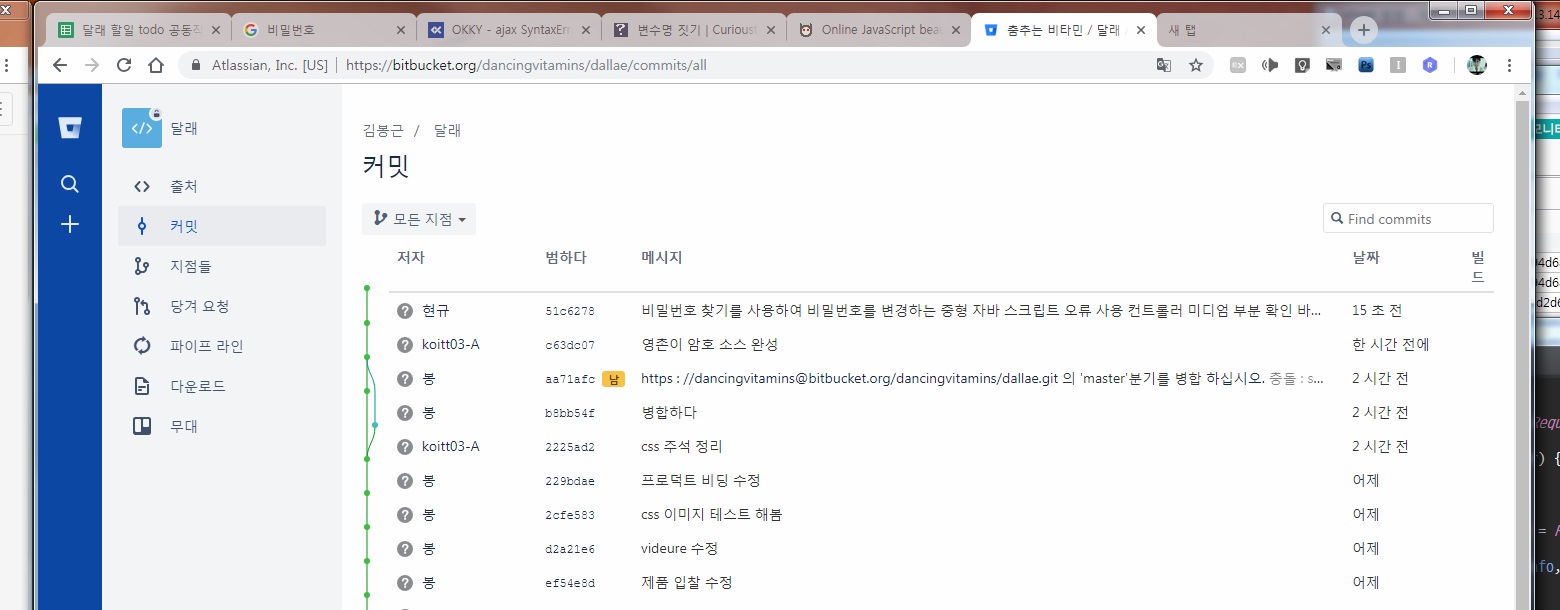 달래 할일 todo 공동작
비밀번호
OKKY - ajax SyntaxErr
변수명 짓기 | Curioust
Online JavaScript beau
춤추는 비타민 / 달래
새 탭
Atlassian, Inc. [US] | https://bitbucket.org/dancingvitamins/dallae/commits/all
달래
출처
커밋
지점들
당겨 요청
파이프 라인
다운로드
무대
김봉근 / 달래
커밋
모든 지점
Find commits
저자 범하다 메시지 날짜 빌드
현규 51c6278 비밀번호 찾기를 사용하여 비밀번호를 변경하는 중형 자바 스크립트 오류 사용 컨트롤러 미디엄 부분 확인 바... 15 초 전
koitt03-A c63dc07 영촌이 암호 소스 완성 한 시간 전에
봉 aa71afc 남 https : //dancingvitamins@bitbucket.org/dancingvitamins/dallae.git 의 'master'분기를 병합 하십시오. 충돌 : s... 2 시간 전
봉 b8bb54f 병합하다 2 시간 전
koitt03-A 2225ad2 css 주석 정리 2 시간 전
봉 229bdae 프로덕트 비딩 수정 어제
봉 2cfe583 css 이미지 테스트 해봄 어제
봉 d2a21e6 videure 수정 어제
봉 ef54e8d 제품 입찰 수정 어제